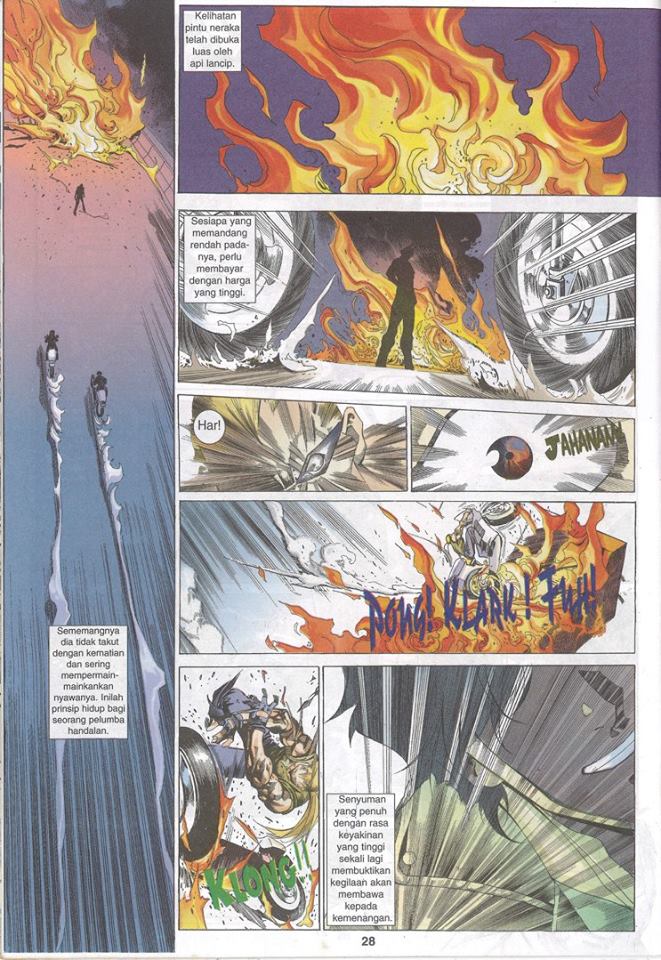 Kelihatan
pintu neraka
telah dibuka
luas oleh
api lancip.
Sesiapa yang
memandang
rendah pada-
nya, perlu
membayar
dengan harga
yang tinggi.
Har!
JAHANAM
PONG! KLARK! FUH!
Sememangnya
dia tidak takut
dengan kematian
dan sering
mempermain-
mainkankan
nyawanya. Inilah
prinsip hidup bagi
seorang pelumba
handalan.
KLONG!!
Senyuman
yang penuh
dengan rasa
keyakinan
yang tinggi
sekali lagi
membuktikan
kegilaan akan
membawa
kepada
kemenangan.
28